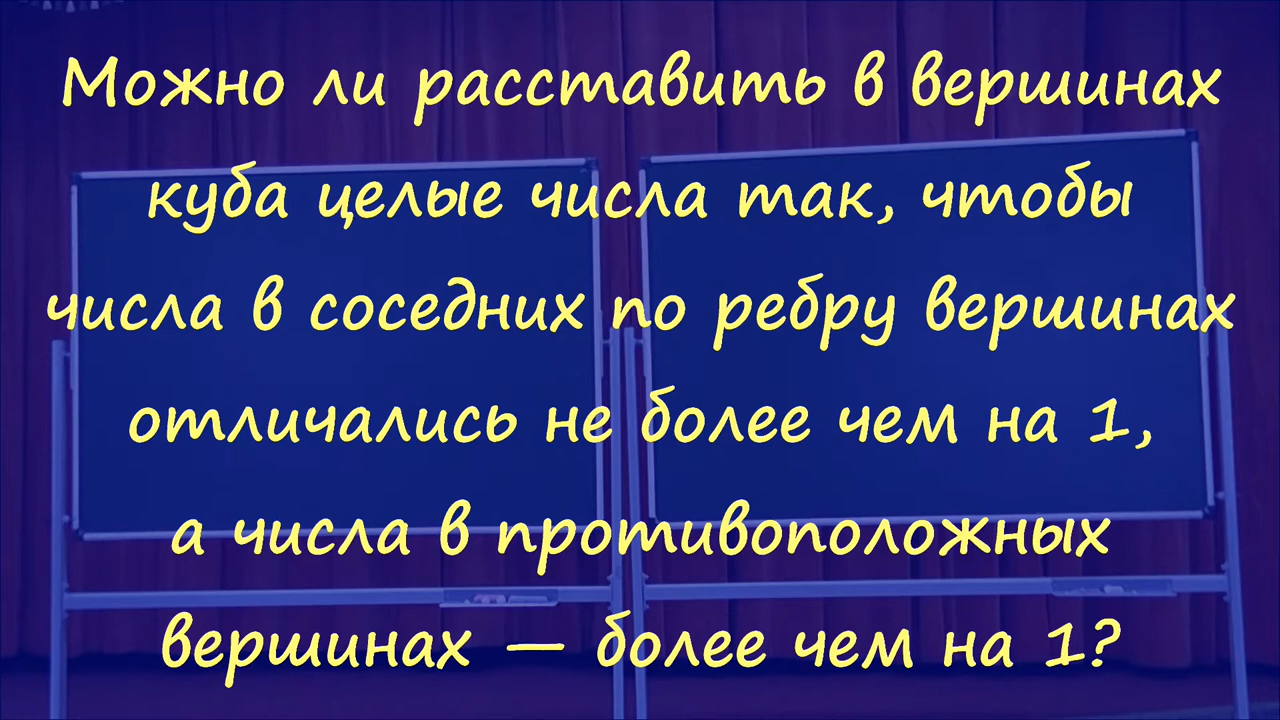 Можно ли расставить в вершинах
куба целые числа так, чтобы
числа в соседних по ребру вершинах
отличались не более чем на 1,
а числа в противоположных
вершинах — более чем на 1?